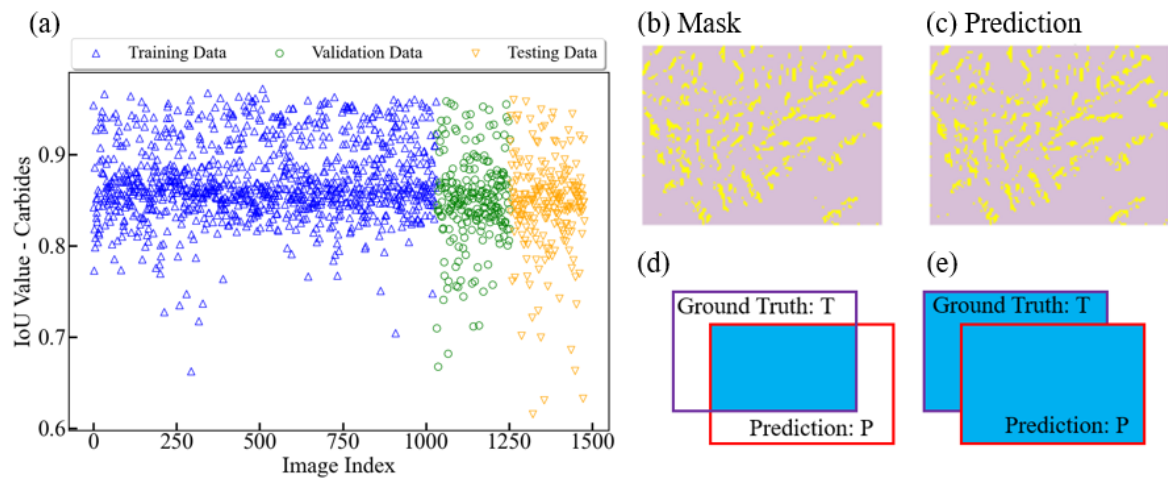 (a)
Training Data
Validation Data
Testing Data
IoU Value - Carbides
0.9
0.8
0.7
0.6
0
250
500
750
1000
1250
1500
Image Index
(b) Mask
(c) Prediction
(d)
Ground Truth: T
Prediction: P
(e)
Ground Truth: T
Prediction: P